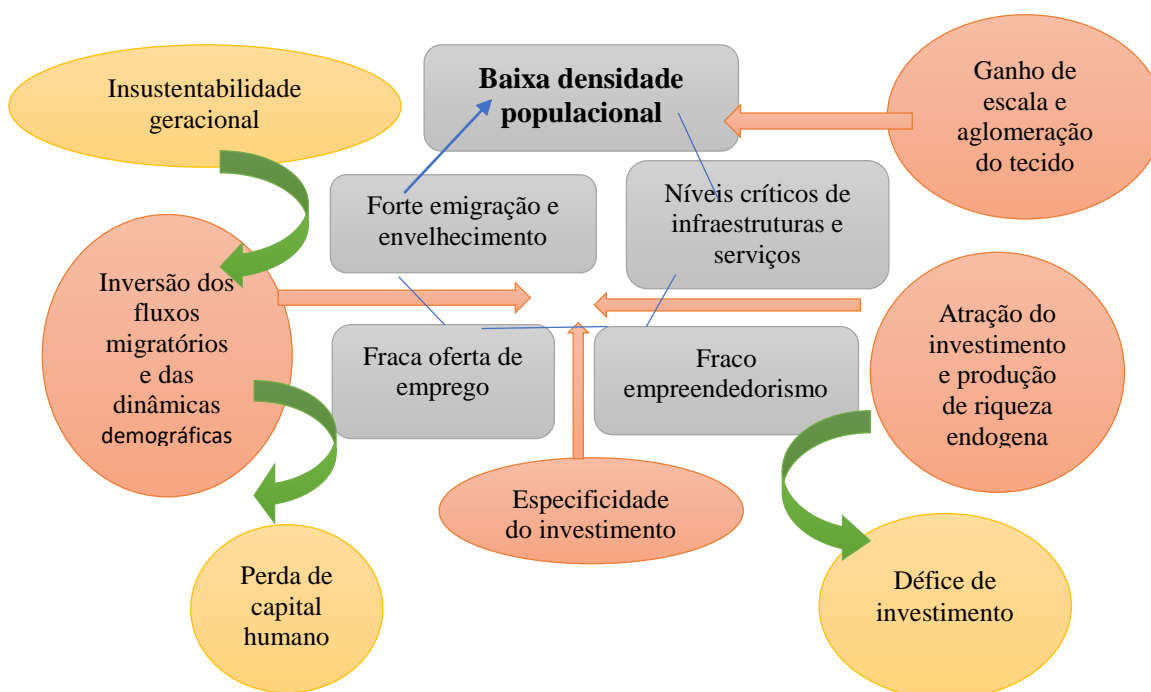 Insustentabilidade
geracional
Baixa densidade
populacional
Ganho de
escala e
aglomeração
do tecido
Forte emigração e
envelhecimento
Níveis críticos de
infraestruturas e
serviços
Inversão dos
fluxos
migratórios
e das
dinâmicas
demográficas
Fraca oferta de
emprego
Fraco
empreendedorismo
Atração do
investimento
e produção
de riqueza
endogena
Especificidade
do investimento
Perda de
capital
humano
Défice de
investimento